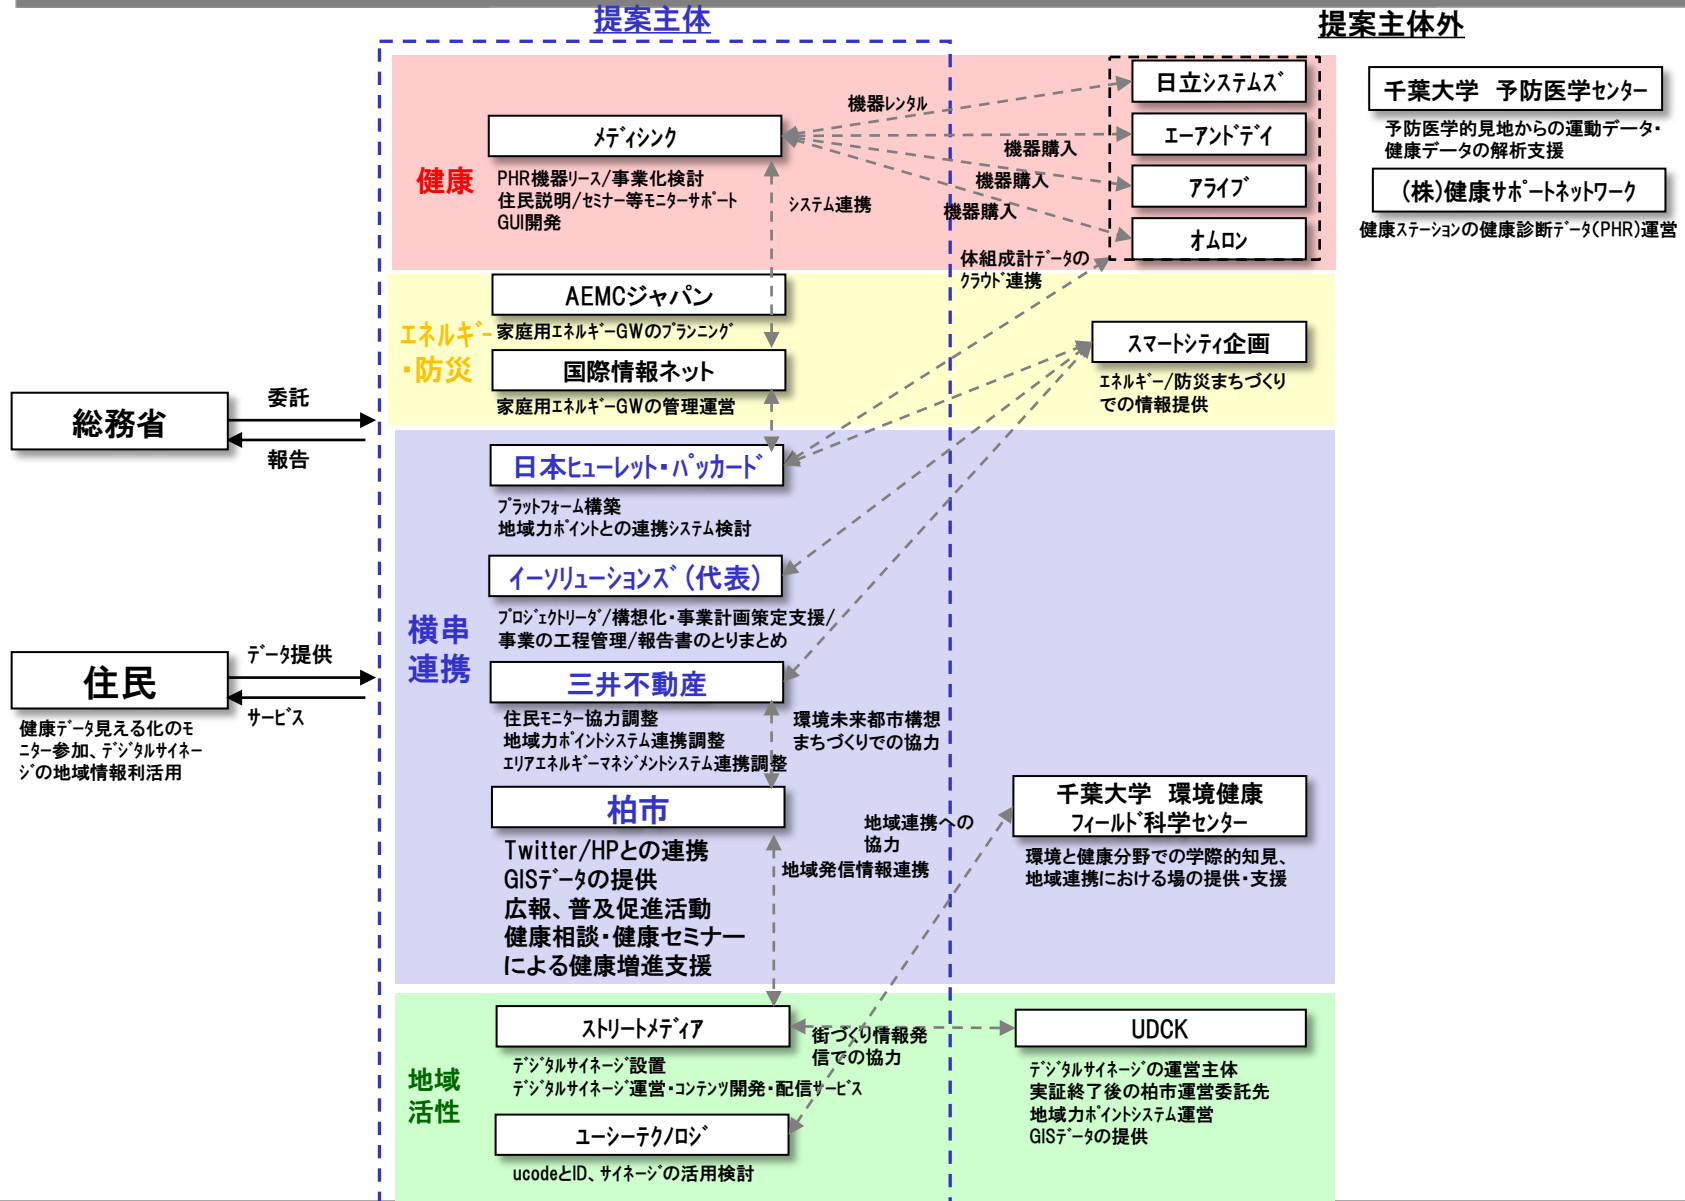 提案主体
提案主体外
健康
メディシンク
PHR機器リース/事業化検討
住民説明/セミナー等モニターサポート
GUI開発
機器レンタル
機器購入
機器購入
機器購入
システム連携
体組成計データの
クラウド連携
日立システムズ
エーアンドデイ
アライブ
オムロン
千葉大学 予防医学センター
予防医学的見地からの運動データ・
健康データの解析支援
(株)健康サポートネットワーク
健康ステーションの健康診断データ(PHR)運営
エネルギー
・防災
AEMCジャパン
家庭用エネルギーGWのプランニング
国際情報ネット
家庭用エネルギーGWの管理運営
スマートシティ企画
エネルギー/防災まちづくり
での情報提供
総務省
委託
報告
住民
データ提供
サービス
健康データ見える化のモ
ニター参加、デジタルサイネー
ジの地域情報利活用
横串
連携
日本ヒューレット・パッカード
プラットフォーム構築
地域力ポイントとの連携システム検討
イーソリューションズ(代表)
プロジェクトリーダ/構想化・事業計画策定支援/
事業の工程管理/報告書のとりまとめ
三井不動産
住民モニター協力調整
地域力ポイントシステム連携調整
エリアエネルギーマネジメントシステム連携調整
環境未来都市構想
まちづくりでの協力
柏市
Twitter/HPとの連携
GISデータの提供
広報、普及促進活動
健康相談・健康セミナー
による健康増進支援
地域連携への
協力
地域発信情報連携
千葉大学 環境健康
フィールド科学センター
環境と健康分野での学際的知見、
地域連携における場の提供・支援
地域
活性
ストリートメディア
デジタルサイネージ設置
デジタルサイネージ運営・コンテンツ開発・配信サービス
街づくり情報発
信での協力
ユーシーテクノロジ
ucodeとID、サイネージの活用検討
UDCK
デジタルサイネージの運営主体
実証終了後の柏市運営委託先
地域力ポイントシステム運営
GISデータの提供